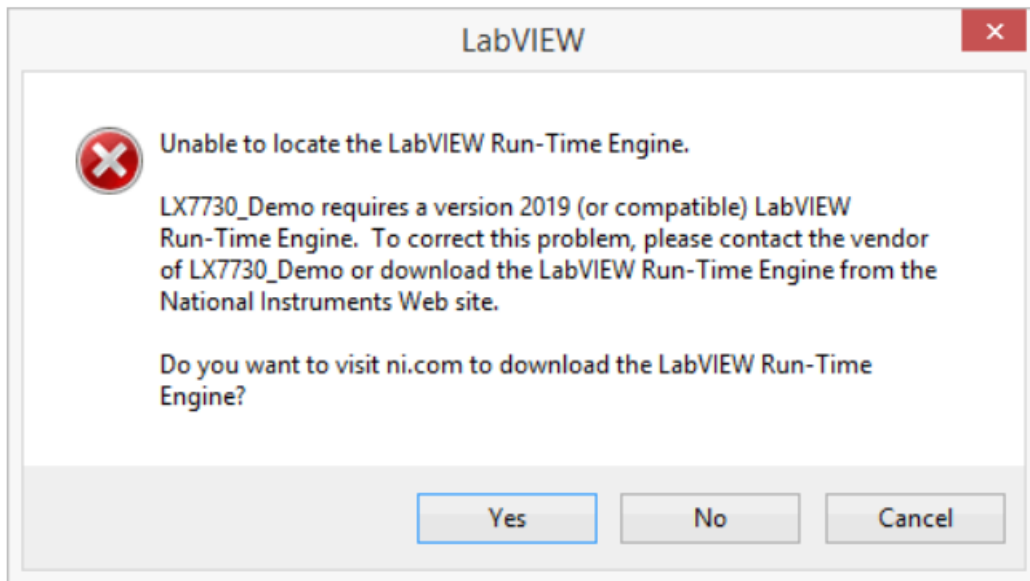 LabVIEW
Unable to locate the LabVIEW Run-Time Engine.
LX7730_Demo requires a version 2019 (or compatible) LabVIEW
Run-Time Engine.  To correct this problem, please contact the vendor
of LX7730_Demo or download the LabVIEW Run-Time Engine from the
National Instruments Web site.
Do you want to visit ni.com to download the LabVIEW Run-Time
Engine?
Yes
No
Cancel